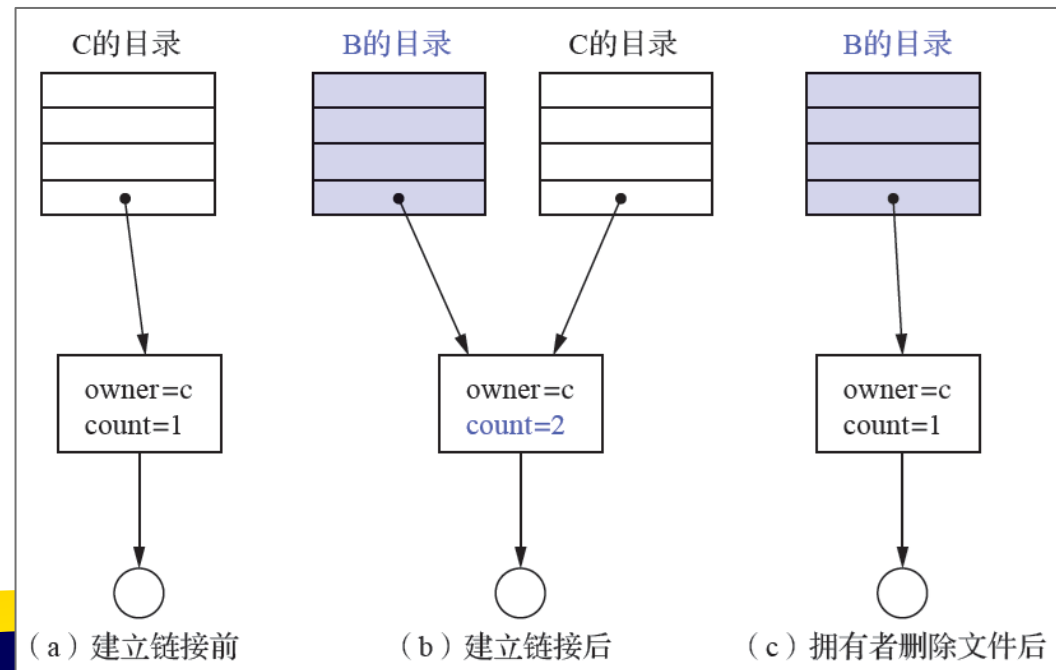 C的目录
B的目录
C的目录
B的目录
owner=c
count=1
owner=c
count=2
owner=c
count=1
（a）建立链接前
（b）建立链接后
（c）拥有者删除文件后